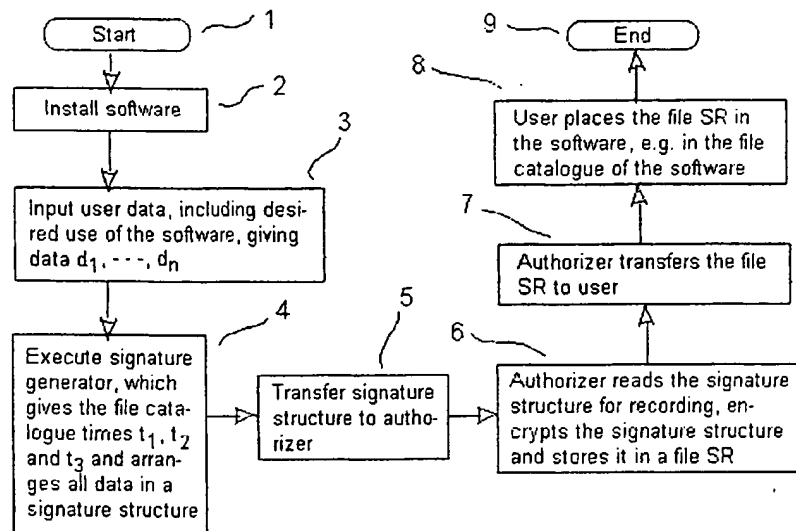 1
Start
2
Install software
3
Input user data, including desi-
red use of the software, giving
data d₁, ---, dₙ
4
Execute signature
generator, which
gives the file cata-
logue times t₁, t₂
and t₃ and arran-
ges all data in a
signature structure
5
Transfer signature
structure to autho-
rizer
6
Authorizer reads the signature
structure for recording, en-
crypts the signature structure
and stores it in a file SR
7
Authorizer transfers the file
SR to user
8
User places the file SR in
the software, e.g. in the file
catalogue of the software
9
End